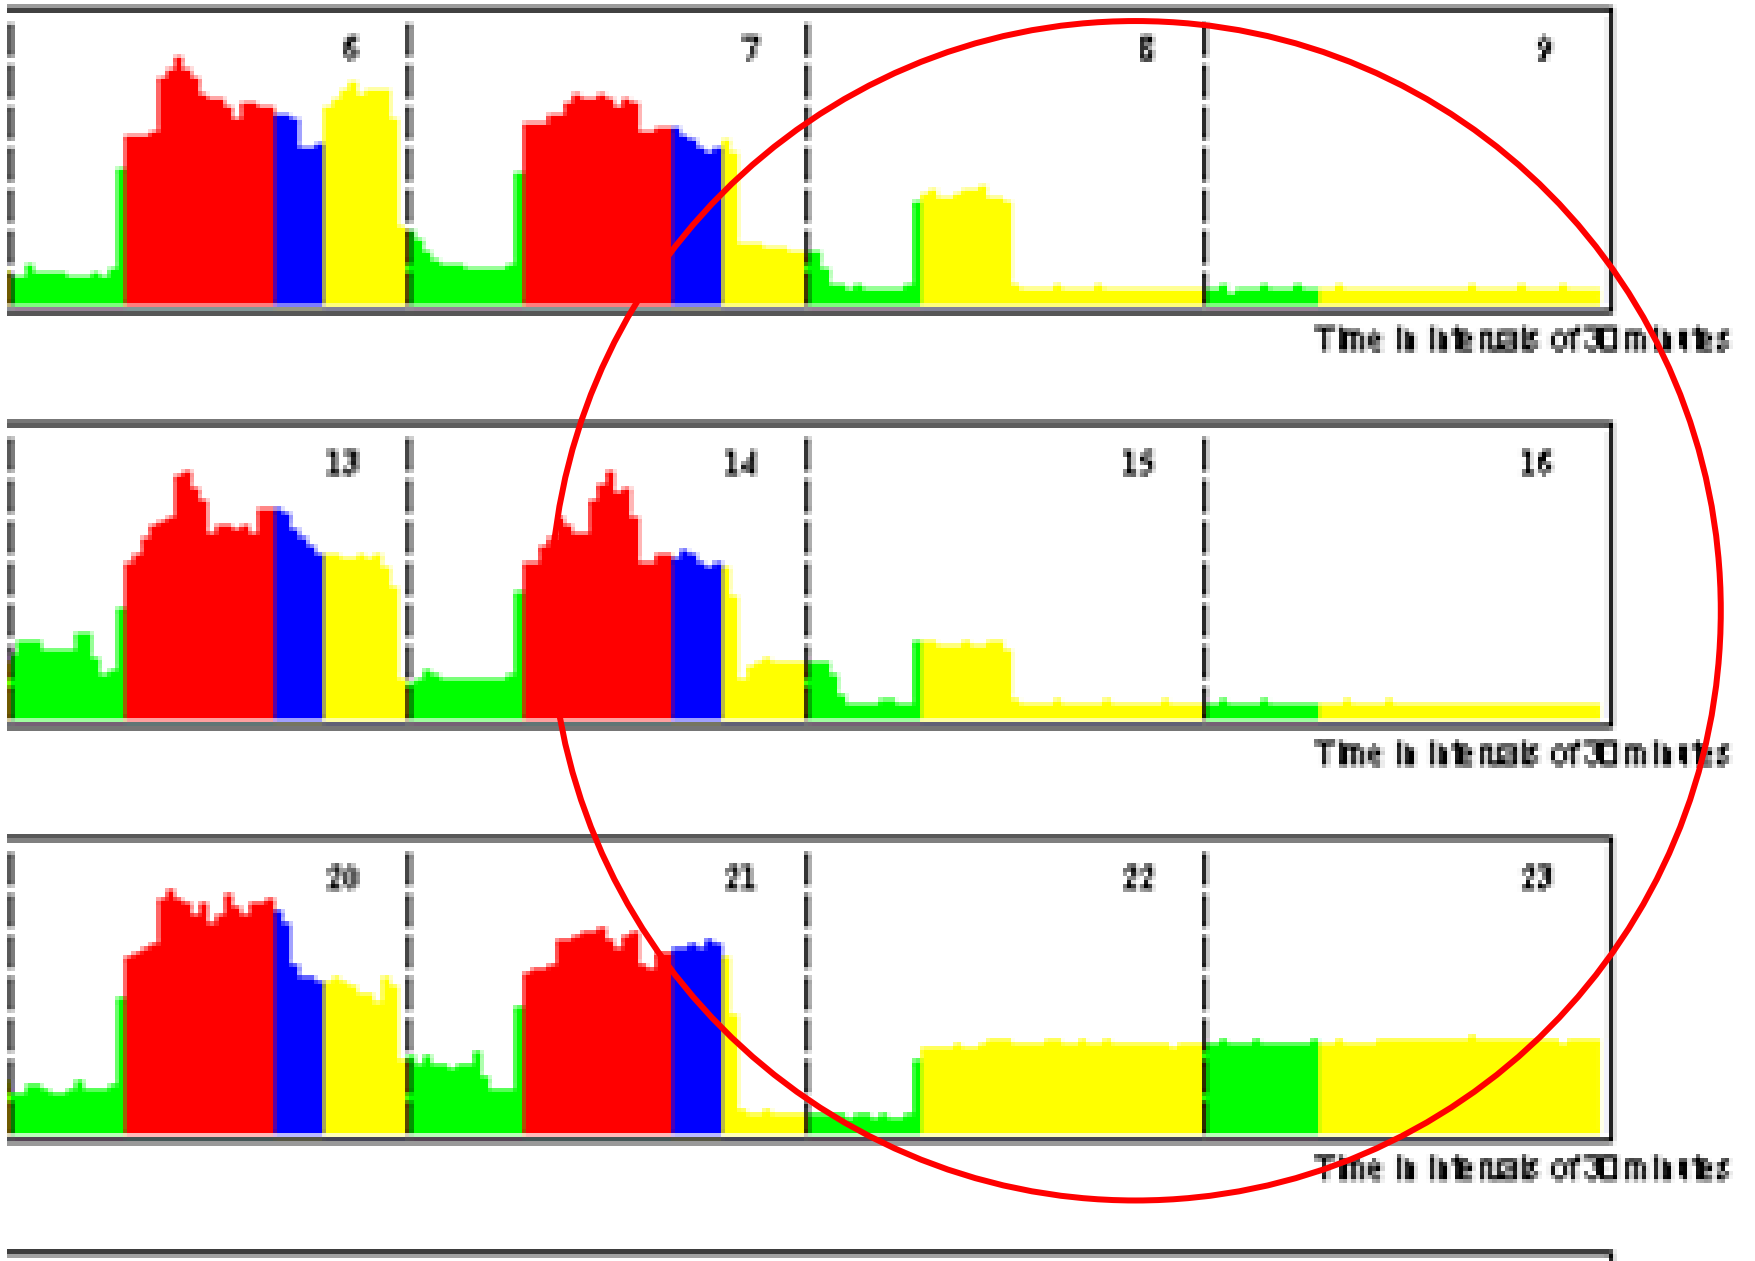 6 7 8 9
Time in intervals of 30 minutes
13 14 15 16
Time in intervals of 30 minutes
20 21 22 23
Time in intervals of 30 minutes